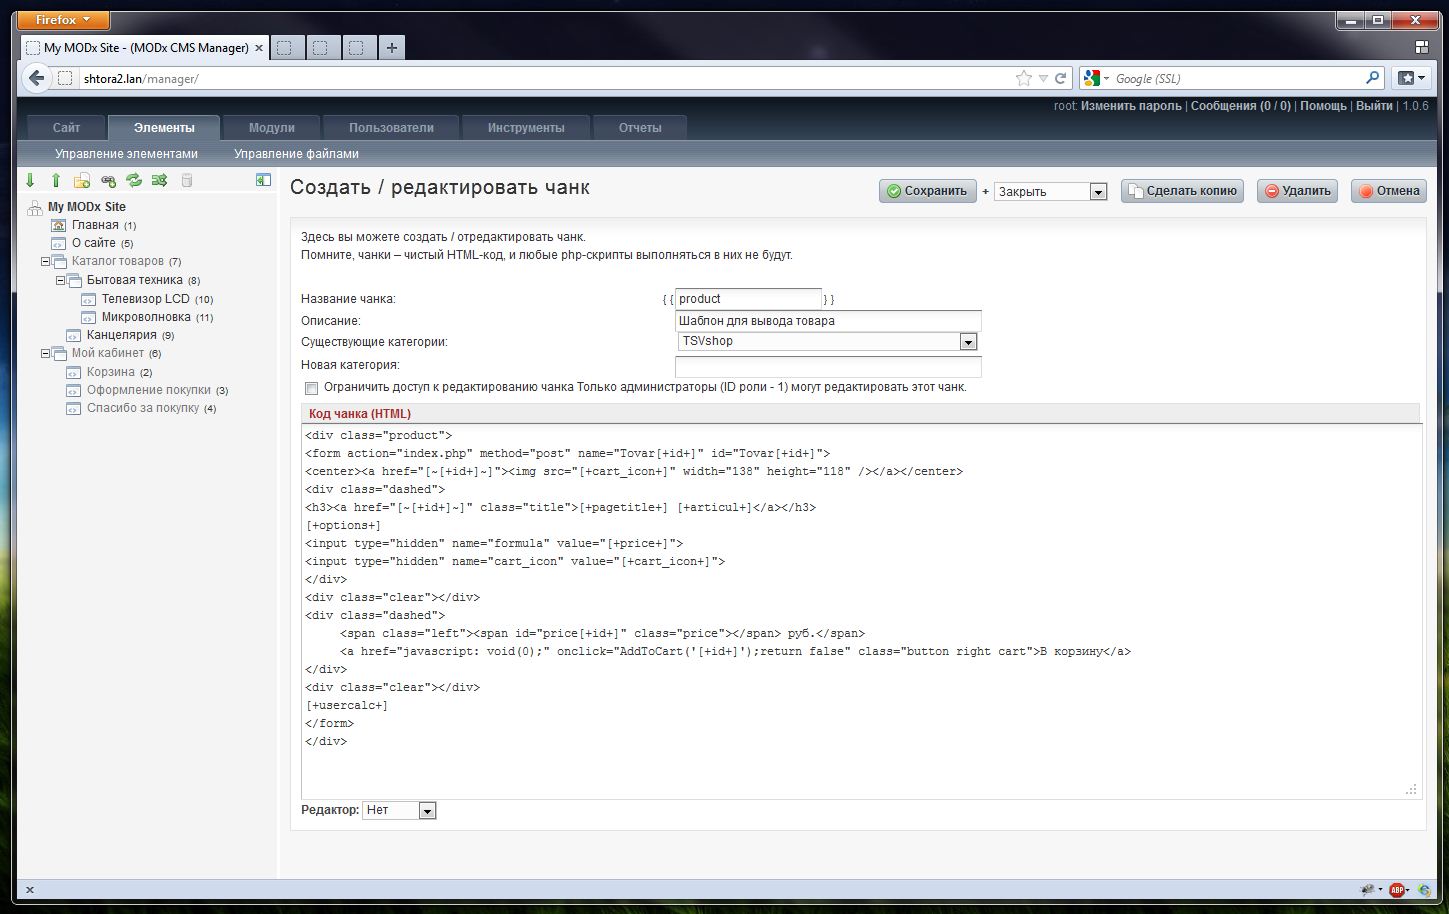 Firefox
My MODx Site - (MODx CMS Manager)
shtora2.lan/manager/
Google (SSL)
root: Изменить пароль | Сообщения (0 / 0) | Помощь | Выйти | 1.0.6
Сайт Элементы Модули Пользователи Инструменты Отчеты
Управление элементами Управление файлами
My MODx Site
Главная (1)
О сайте (5)
Каталог товаров (7)
Бытовая техника (8)
Телевизор LCD (10)
Микроволновка (11)
Канцелярия (9)
Мой кабинет (6)
Корзина (2)
Оформление покупки (3)
Спасибо за покупку (4)
Создать / редактировать чанк
Сохранить + Закрыть Сделать копию Удалить Отмена
Здесь вы можете создать / отредактировать чанк.
Помните, чанки – чистый HTML-код, и любые php-скрипты выполняться в них не будут.
Название чанка: {{ product }}
Описание: Шаблон для вывода товара
Существующие категории: TSVshop
Новая категория:
Ограничить доступ к редактированию чанка Только администраторы (ID роли - 1) могут редактировать этот чанк.
Код чанка (HTML)
<div class="product">
<form action="index.php" method="post" name="Tovar[+id+]" id="Tovar[+id+]">
<center><a href="[~[+id+]~]"><img src="[+cart_icon+]" width="138" height="118" /></a></center>
<div class="dashed">
<h3><a href="[~[+id+]~]" class="title">[+pagetitle+] [+articul+]</a></h3>
[+options+]
<input type="hidden" name="formula" value="[+price+]">
<input type="hidden" name="cart_icon" value="[+cart_icon+]">
</div>
<div class="clear"></div>
<div class="dashed">
<span class="left"><span id="price[+id+]" class="price"></span> руб.</span>
<a href="javascript: void(0);" onclick="AddToCart('[+id+]');return false" class="button right cart">В корзину</a>
</div>
<div class="clear"></div>
[+usercalc+]
</form>
</div>
Редактор: Нет
ABP